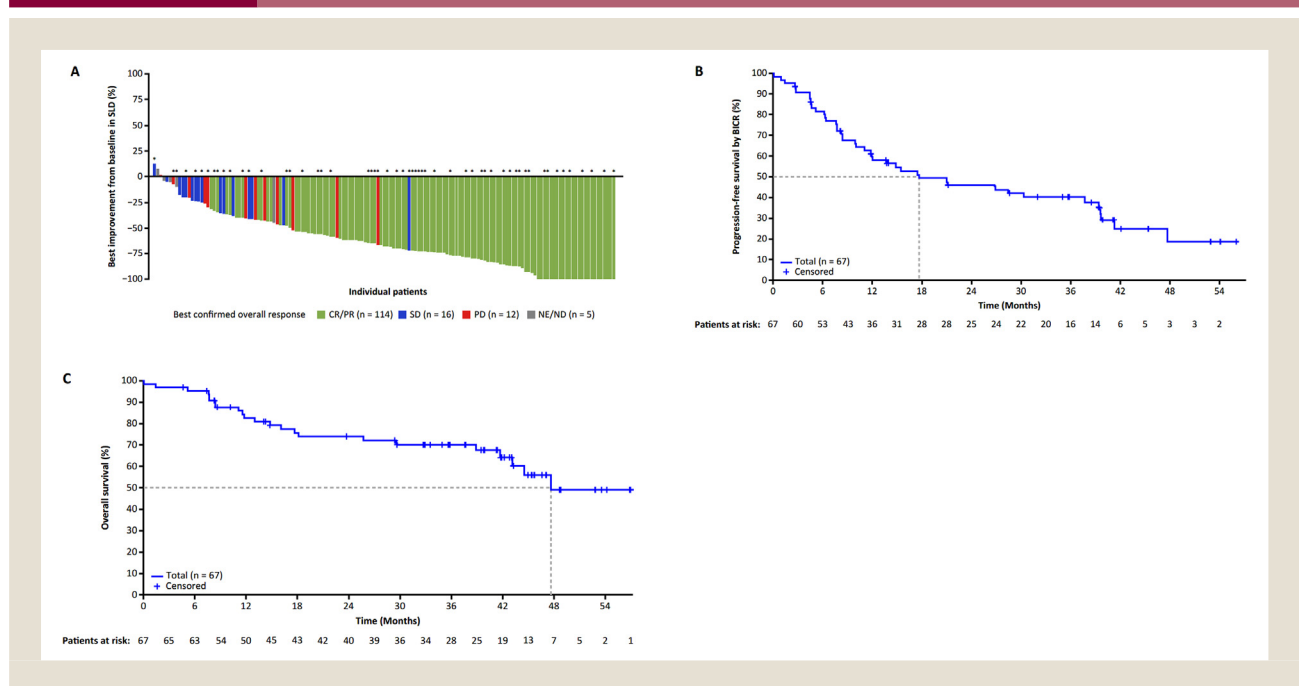 A
Best improvement from baseline in SLD (%)
100
75
50
25
0
−25
−50
−75
−100
Individual patients
Best confirmed overall response CR/PR (n = 114) SD (n = 16) PD (n = 12) NE/ND (n = 5)
B
Progression-free survival by BICR (%)
100
90
80
70
60
50
40
30
20
10
0
Total (n = 67)
Censored
0 6 12 18 24 30 36 42 48 54
Time (Months)
Patients at risk: 67 60 53 43 36 31 28 28 25 24 22 20 16 14 6 5 3 3 2
C
Overall survival (%)
100
90
80
70
60
50
40
30
20
10
0
Total (n = 67)
Censored
0 6 12 18 24 30 36 42 48 54
Time (Months)
Patients at risk: 67 65 63 54 50 45 43 42 40 39 36 34 28 25 19 13 7 5 2 1